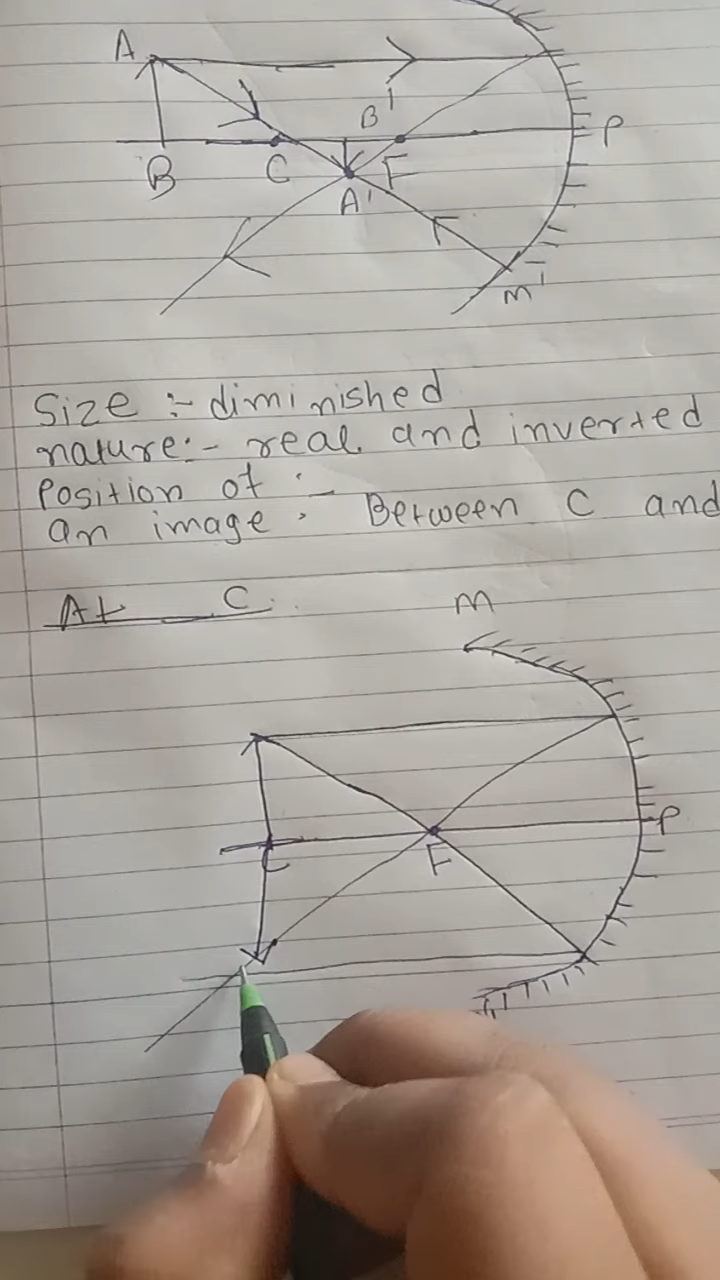 A
B'
P
B
C
F
A'
M'
Size :- diminished
nature:- real and inverted
Position of :-
an image : Between C and
At C.
M
P
C
F